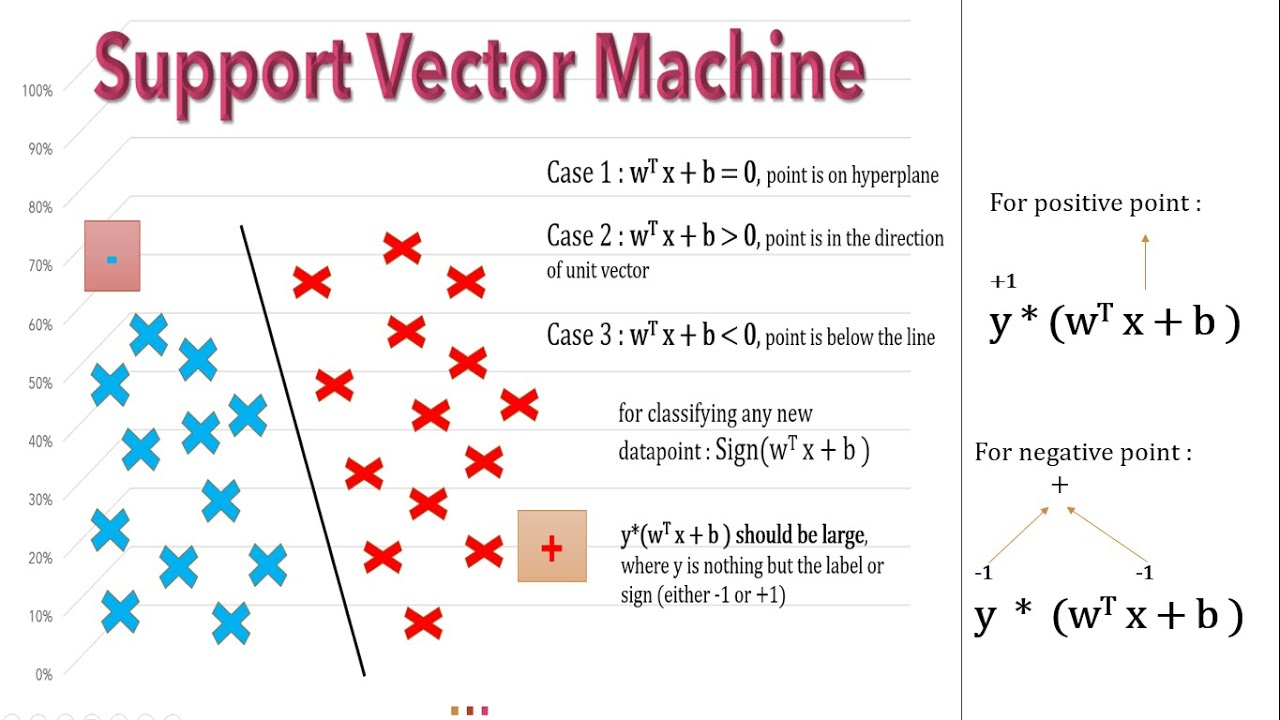 Support Vector Machine
100%
90%
80%
70%
60%
50%
40%
30%
20%
10%
0%
-
+
Case 1 : wᵀ x + b = 0, point is on hyperplane
Case 2 : wᵀ x + b > 0, point is in the direction
of unit vector
Case 3 : wᵀ x + b < 0, point is below the line
for classifying any new
datapoint : Sign(wᵀ x + b )
y*(wᵀ x + b ) should be large,
where y is nothing but the label or
sign (either -1 or +1)
For positive point :
+1
y * (wᵀ x + b )
For negative point :
+
-1 -1
y * (wᵀ x + b )